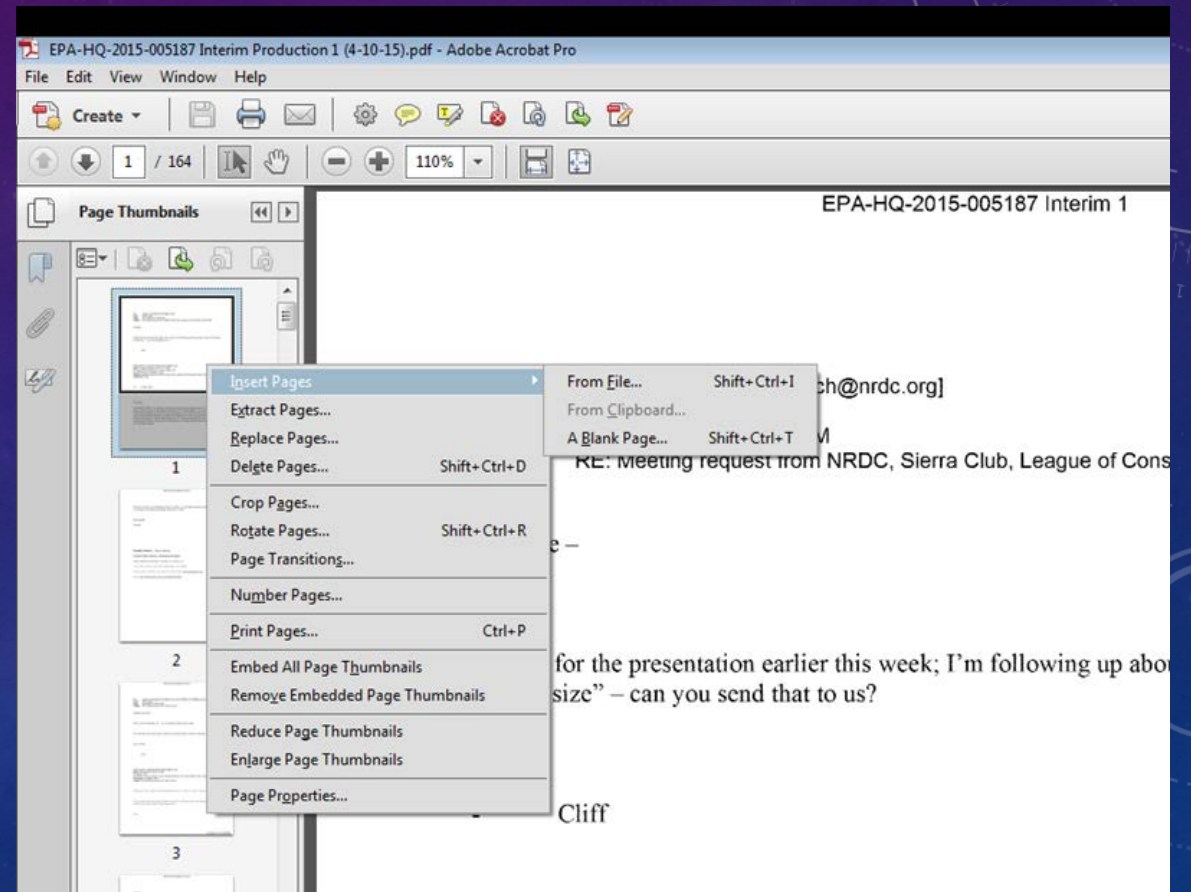 EPA-HQ-2015-005187 Interim Production 1 (4-10-15).pdf - Adobe Acrobat Pro
File Edit View Window Help
Create
1 / 164 110%
Page Thumbnails
EPA-HQ-2015-005187 Interim 1
Insert Pages
Extract Pages...
Replace Pages...
Delete Pages... Shift+Ctrl+D
Crop Pages...
Rotate Pages... Shift+Ctrl+R
Page Transitions...
Number Pages...
Print Pages... Ctrl+P
Embed All Page Thumbnails
Remove Embedded Page Thumbnails
Reduce Page Thumbnails
Enlarge Page Thumbnails
Page Properties...
From File... Shift+Ctrl+I
From Clipboard...
A Blank Page... Shift+Ctrl+T
1
2
3
ch@nrdc.org]
M
RE: Meeting request from NRDC, Sierra Club, League of Cons
e –
for the presentation earlier this week; I'm following up abo
size” – can you send that to us?
- Cliff